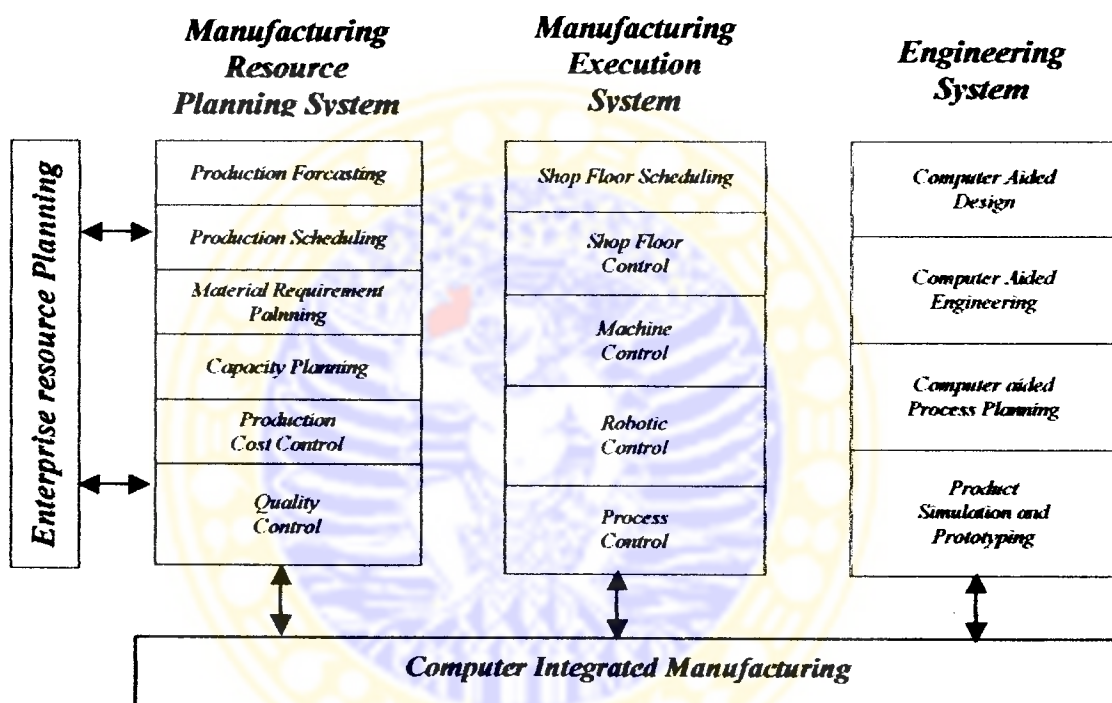 Manufacturing
Resource
Planning System
Manufacturing
Execution
System
Engineering
System
Enterprise resource Planning
Production Forcasting
Production Scheduling
Material Requirement
Palnning
Capacity Planning
Production
Cost Control
Quality
Control
Shop Floor Scheduling
Shop Floor
Control
Machine
Control
Robotic
Control
Process
Control
Computer Aided
Design
Computer Aided
Engineering
Computer aided
Process Planning
Product
Simulation and
Prototyping
Computer Integrated Manufacturing